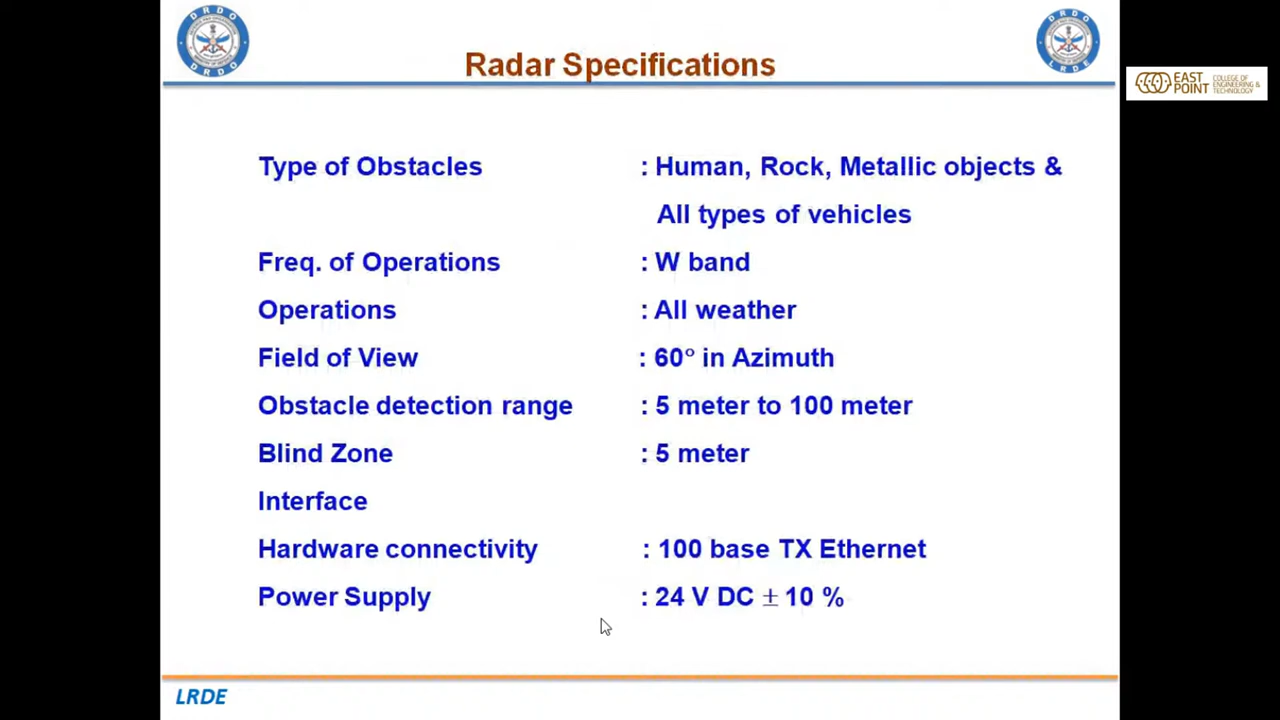 DRDO
DRDO
Radar Specifications
DRDO
LRDE
EAST POINT
COLLEGE OF ENGINEERING & TECHNOLOGY
Type of Obstacles : Human, Rock, Metallic objects &
All types of vehicles
Freq. of Operations : W band
Operations : All weather
Field of View : 60° in Azimuth
Obstacle detection range : 5 meter to 100 meter
Blind Zone : 5 meter
Interface
Hardware connectivity : 100 base TX Ethernet
Power Supply : 24 V DC ± 10 %
LRDE